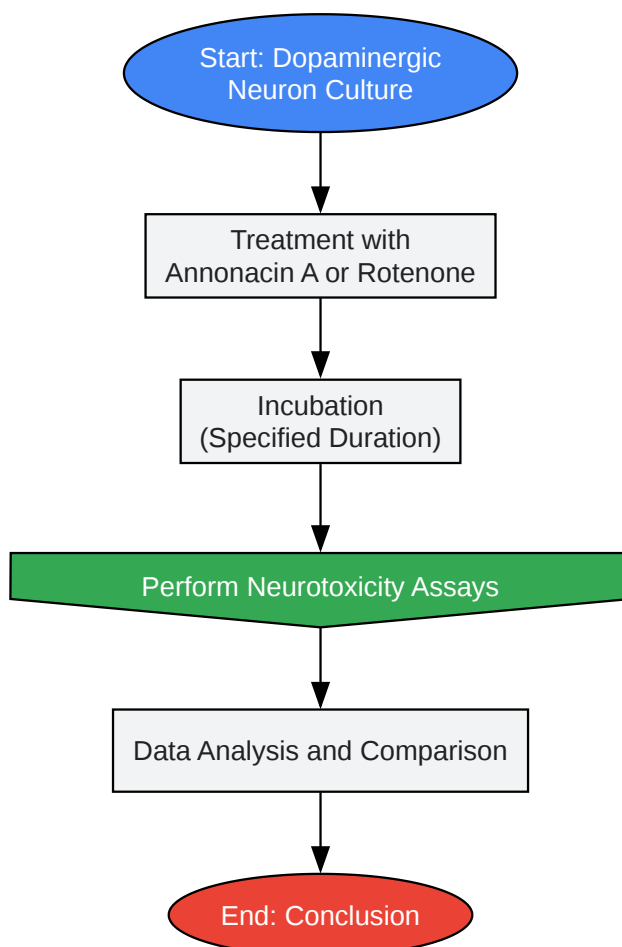 Start: Dopaminergic
Neuron Culture
Treatment with
Annonacin A or Rotenone
Incubation
(Specified Duration)
Perform Neurotoxicity Assays
Data Analysis and Comparison
End: Conclusion